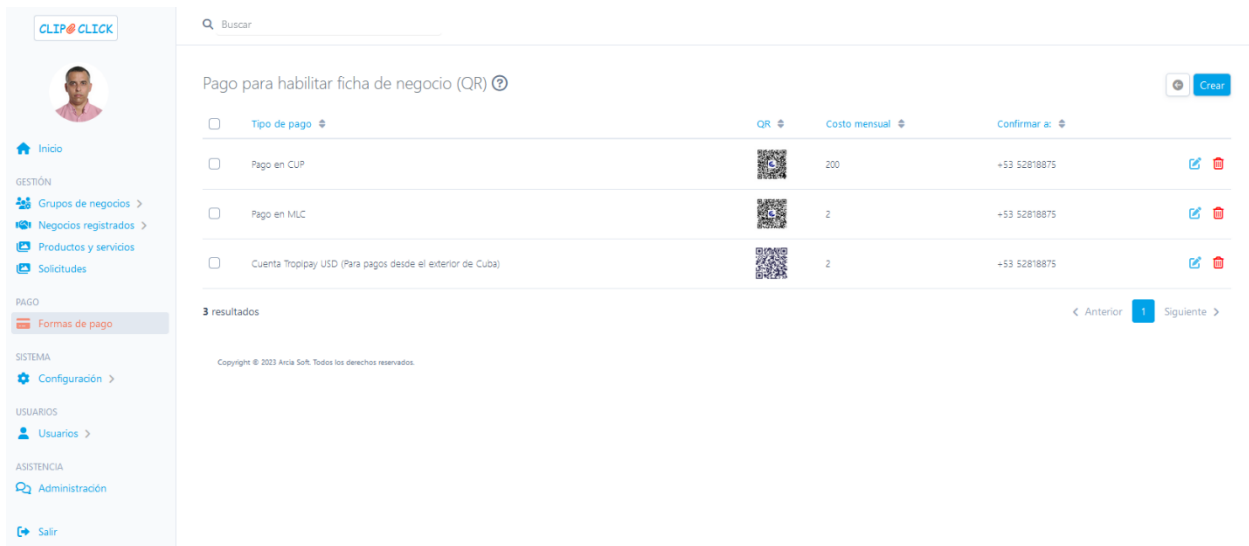 CLIP CLICK
Buscar
Pago para habilitar ficha de negocio (QR)
Crear
Tipo de pago QR Costo mensual Confirmar a:
Pago en CUP 200 +53 52818875
Pago en MLC 2 +53 52818875
Cuenta Tropipay USD (Para pagos desde el exterior de Cuba) 2 +53 52818875
3 resultados
Anterior 1 Siguiente
Copyright © 2023 Arcia Soft. Todos los derechos reservados.
Inicio
GESTIÓN
Grupos de negocios
Negocios registrados
Productos y servicios
Solicitudes
PAGO
Formas de pago
SISTEMA
Configuración
USUARIOS
Usuarios
ASISTENCIA
Administración
Salir